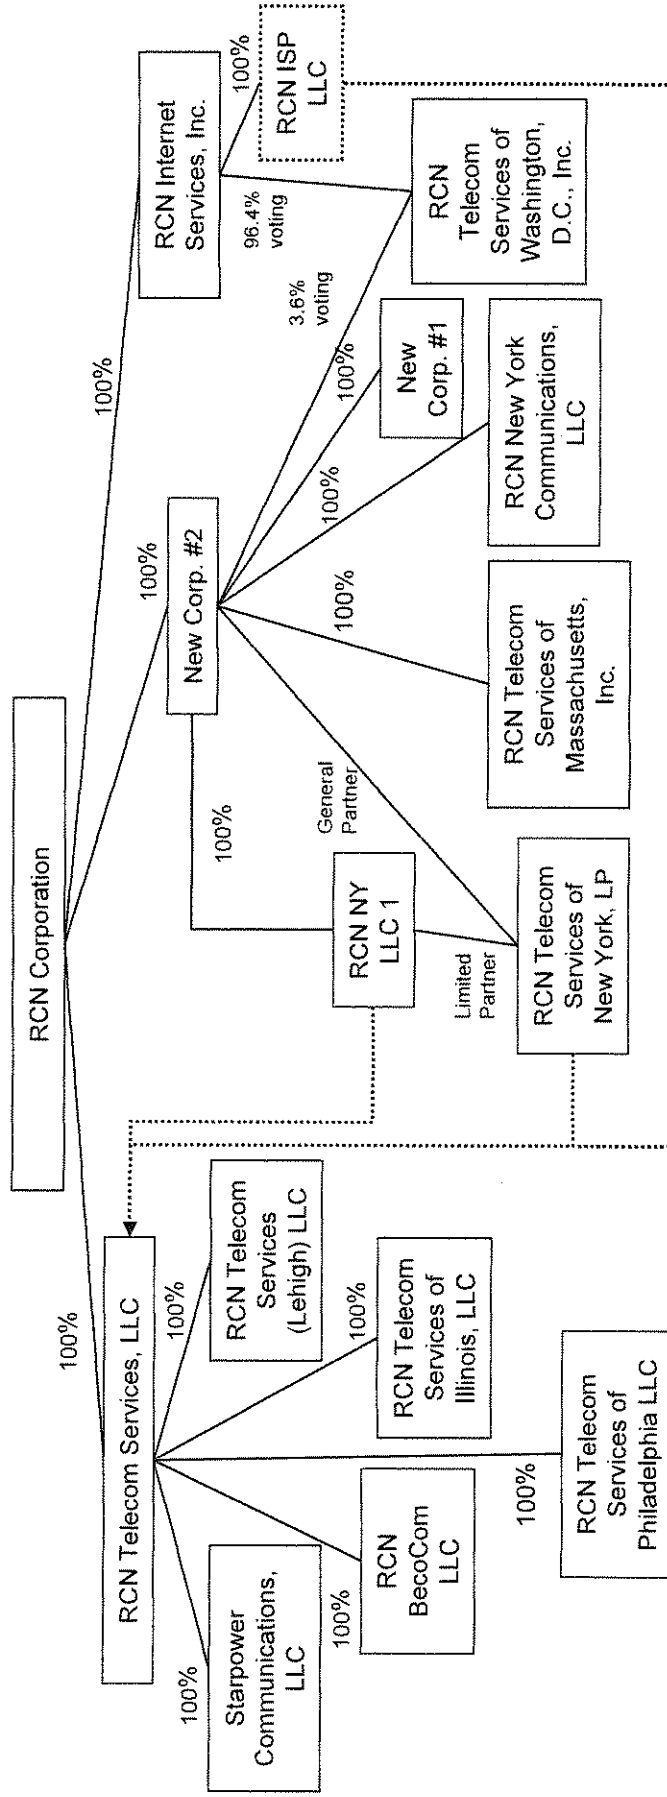 RCN Corporation
100%
100%
100%
RCN Telecom Services, LLC
New Corp. #2
RCN Internet
Services, Inc.
100%
100%
Starpower
Communications,
LLC
RCN Telecom
Services
(Lehigh) LLC
100%
100%
RCN
BecoCom
LLC
RCN Telecom
Services of
Illinois, LLC
100%
RCN Telecom
Services of
Philadelphia LLC
100%
RCN NY
LLC 1
General
Partner
Limited
Partner
RCN Telecom
Services of
New York, LP
100%
RCN Telecom
Services of
Massachusetts,
Inc.
100%
RCN New York
Communications,
LLC
100%
New
Corp. #1
3.6%
voting
96.4%
voting
RCN
Telecom
Services of
Washington,
D.C., Inc.
100%
RCN ISP
LLC